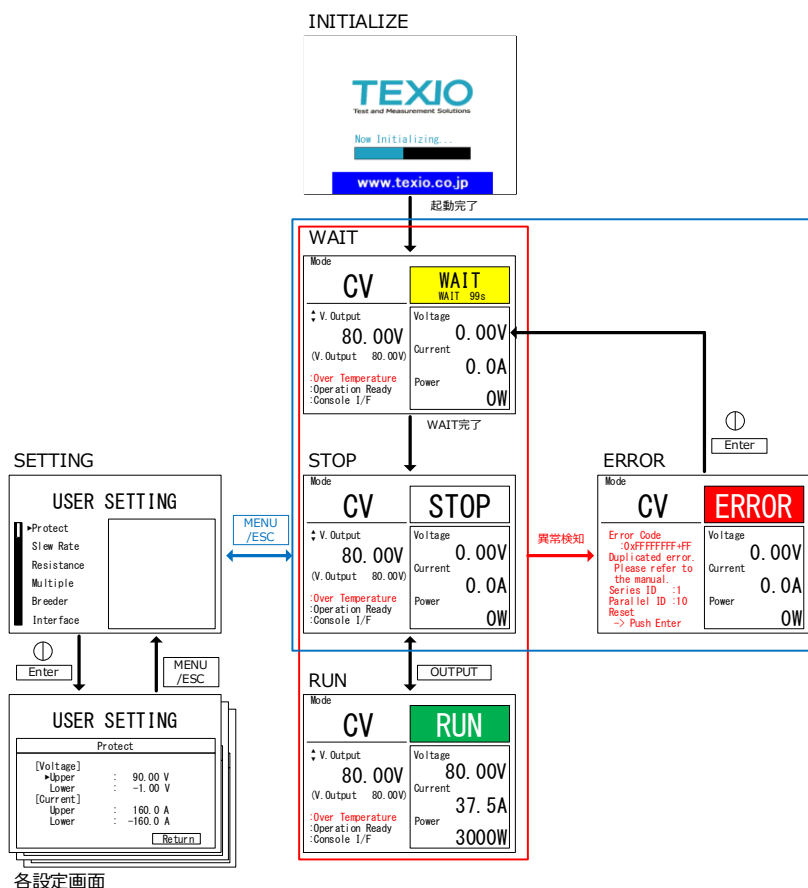 INITIALIZE
TEXIO
Test and Measurement Solutions
Now Initializing...
www.texio.co.jp
起動完了
WAIT
Mode
CV
WAIT
WAIT 99s
V.Output
80.00V
(V.Output 80.00V)
:Over Temperature
:Operation Ready
:Console I/F
Voltage
0.00V
Current
0.0A
Power
0W
WAIT完了
Enter
SETTING
USER SETTING
▶Protect
Slew Rate
Resistance
Multiple
Breeder
Interface
MENU
/ESC
STOP
Mode
CV
STOP
V.Output
80.00V
(V.Output 80.00V)
:Over Temperature
:Operation Ready
:Console I/F
Voltage
0.00V
Current
0.0A
Power
0W
異常検知
ERROR
Mode
CV
ERROR
Error Code
:0xFFFFFFFF+FF
Duplicated error.
Please refer to
the manual.
Series ID :1
Parallel ID :10
Reset
-> Push Enter
Voltage
0.00V
Current
0.0A
Power
0W
Enter
MENU
/ESC
OUTPUT
USER SETTING
Protect
[Voltage]
▶Upper : 90.00 V
Lower : -1.00 V
[Current]
Upper : 160.0 A
Lower : -160.0 A
Return
各設定画面
RUN
Mode
CV
RUN
V.Output
80.00V
(V.Output 80.00V)
:Over Temperature
:Operation Ready
:Console I/F
Voltage
80.00V
Current
37.5A
Power
3000W